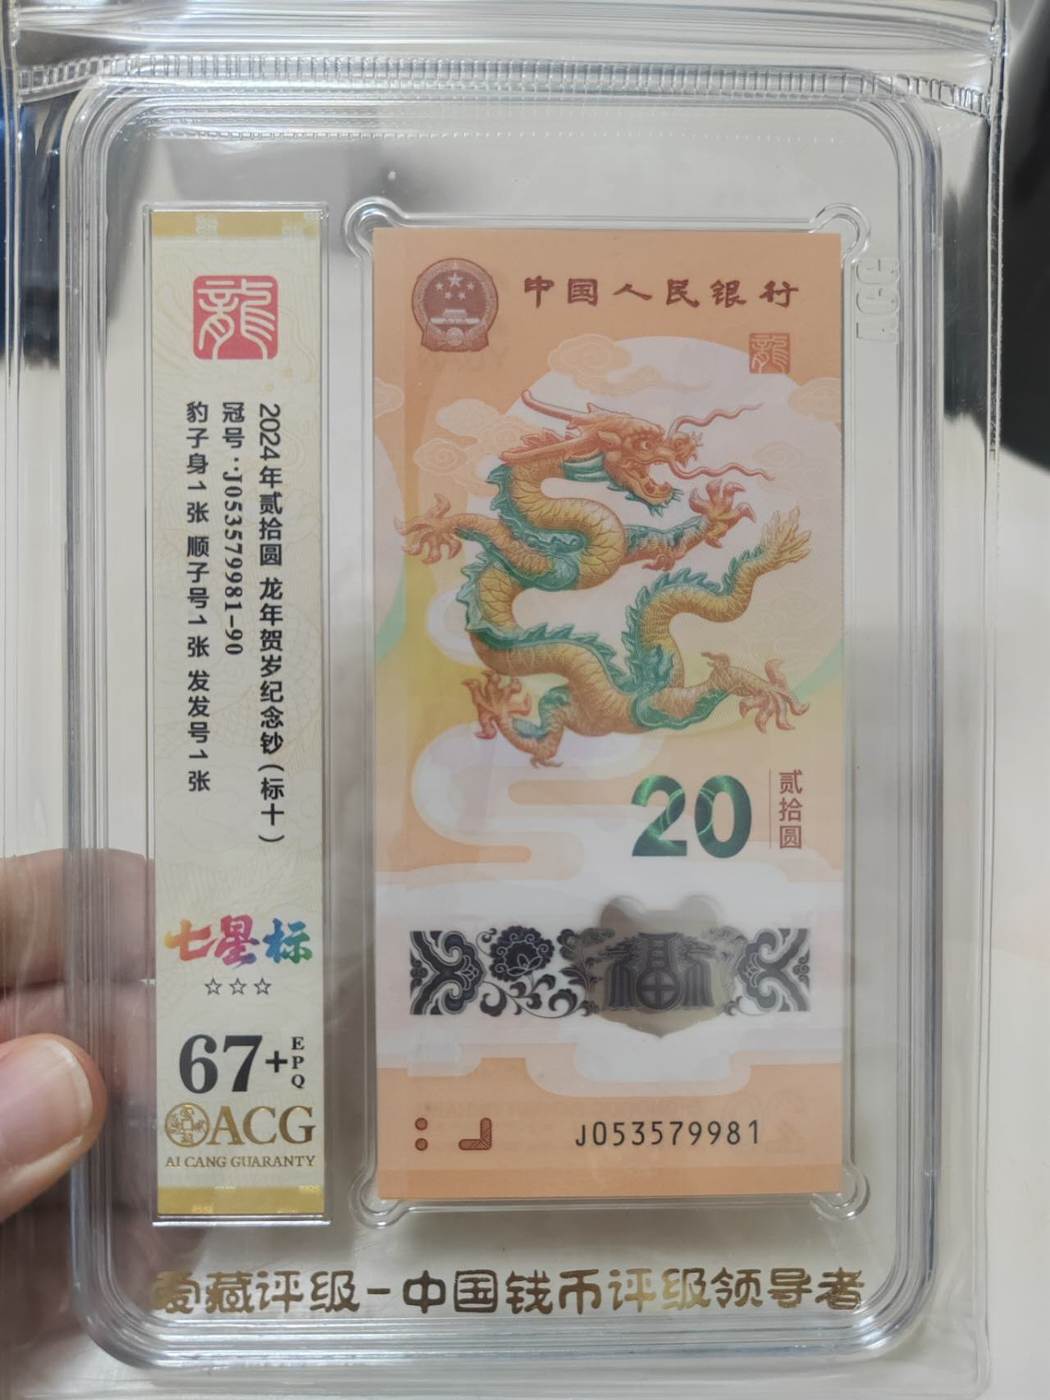 龍
2024年贰拾圆 龙年贺岁纪念钞(标十)
冠号:J053579981-90
豹子身1张 顺子号1张 发发号1张
七星标
☆☆☆
67+EPQ
ACG
AI CANG GUARANTY
中国人民银行
龍
20
贰拾圆
福
J053579981
爱藏评级-中国钱币评级领导者